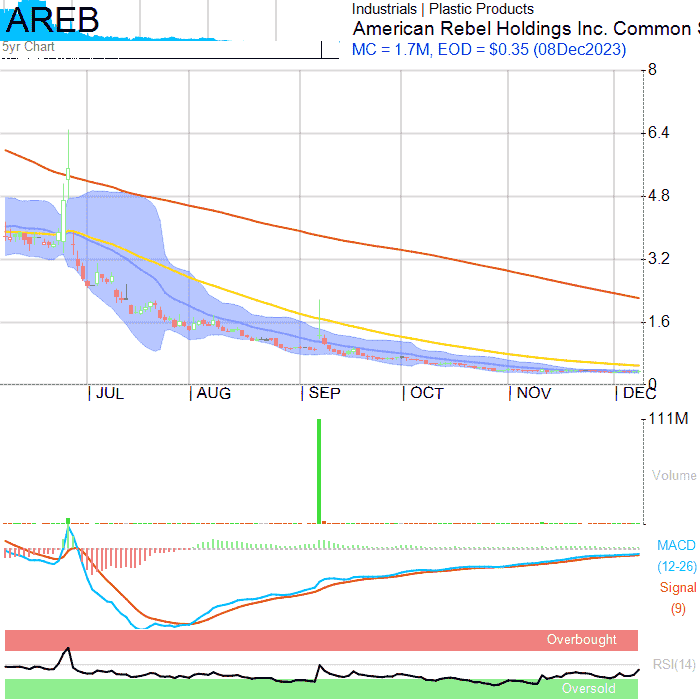 AREB
5yr Chart
Industrials | Plastic Products
American Rebel Holdings Inc. Common S
MC = 1.7M, EOD = $0.35 (08Dec2023)
8
6.4
4.8
3.2
1.6
0
JUL AUG SEP OCT NOV DEC
111M
Volume
MACD
(12-26)
Signal
(9)
Overbought
RSI(14)
Oversold